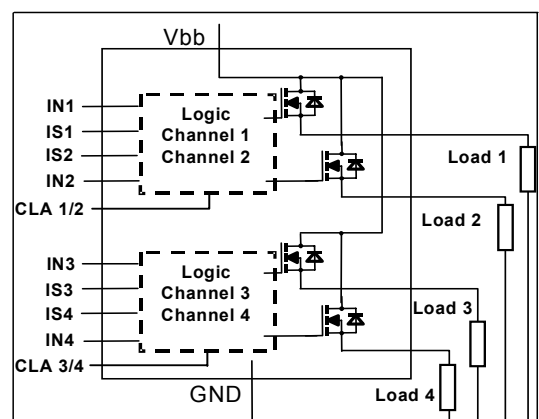 Vbb
IN1
IS1
IS2
IN2
CLA 1/2
Logic
Channel 1
Channel 2
Load 1
Load 2
IN3
IS3
IS4
IN4
CLA 3/4
Logic
Channel 3
Channel 4
Load 3
Load 4
GND